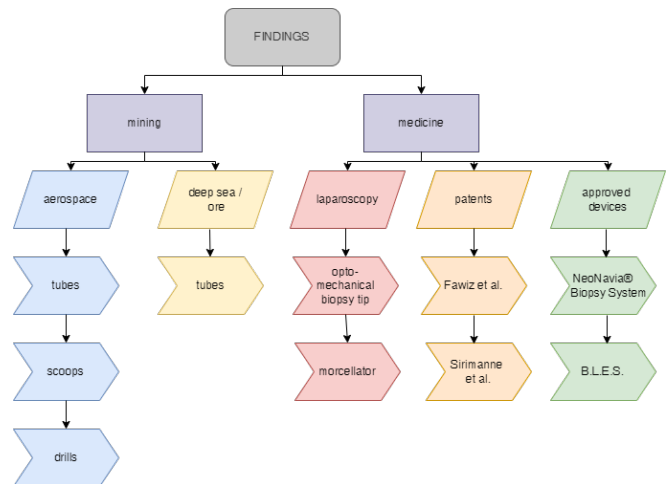 FINDINGS
mining
medicine
aerospace
deep sea /
ore
laparoscopy
patents
approved
devices
tubes
tubes
opto-
mechanical
biopsy tip
Fawiz et al.
NeoNavia®
Biopsy System
scoops
morcellator
Sirimanne
et al.
B.L.E.S.
drills